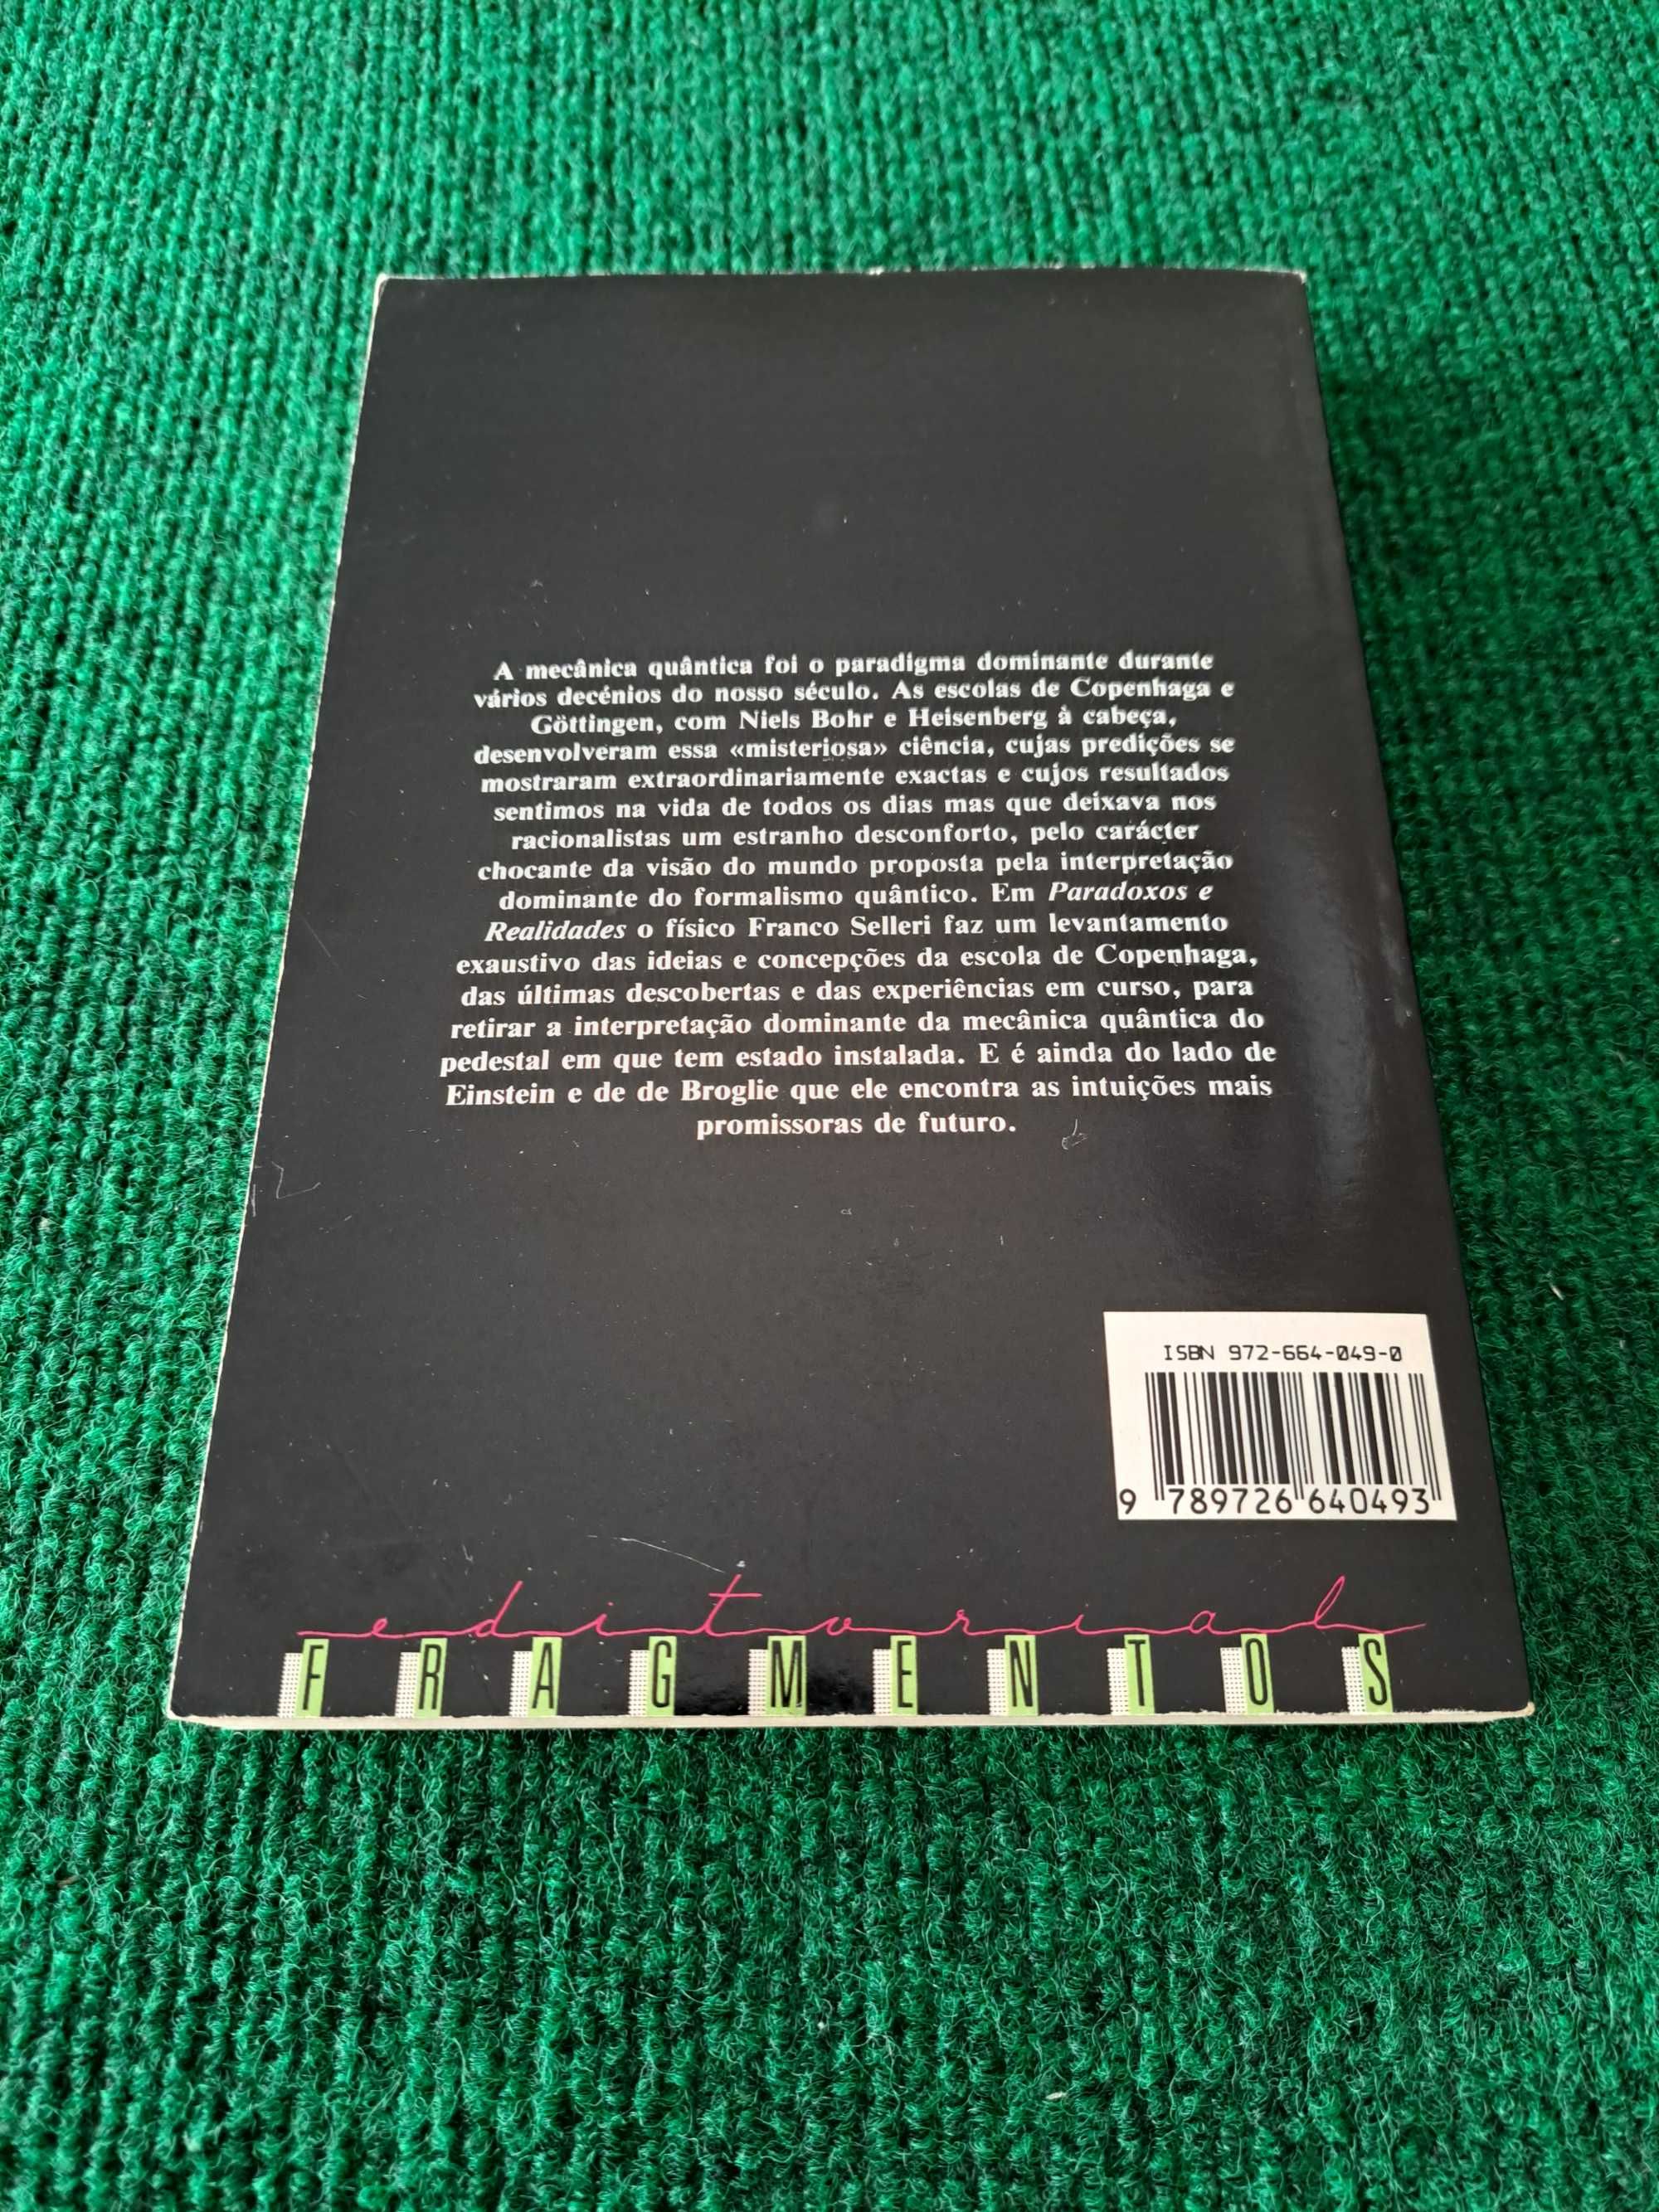 A mecânica quântica foi o paradigma dominante durante
vários decénios do nosso século. As escolas de Copenhaga e
Göttingen, com Niels Bohr e Heisenberg à cabeça,
desenvolveram essa «misteriosa» ciência, cujas predições se
mostraram extraordinariamente exactas e cujos resultados
sentimos na vida de todos os dias mas que deixava nos
racionalistas um estranho desconforto, pelo carácter
chocante da visão do mundo proposta pela interpretação
dominante do formalismo quântico. Em Paradoxos e
Realidades o físico Franco Selleri faz um levantamento
exaustivo das ideias e concepções da escola de Copenhaga,
das últimas descobertas e das experiências em curso, para
retirar a interpretação dominante da mecânica quântica do
pedestal em que tem estado instalada. E é ainda do lado de
Einstein e de de Broglie que ele encontra as intuições mais
promissoras de futuro.
ISBN 972-664-049-0
9 789726 640493
editorial
FRAGMENTOS